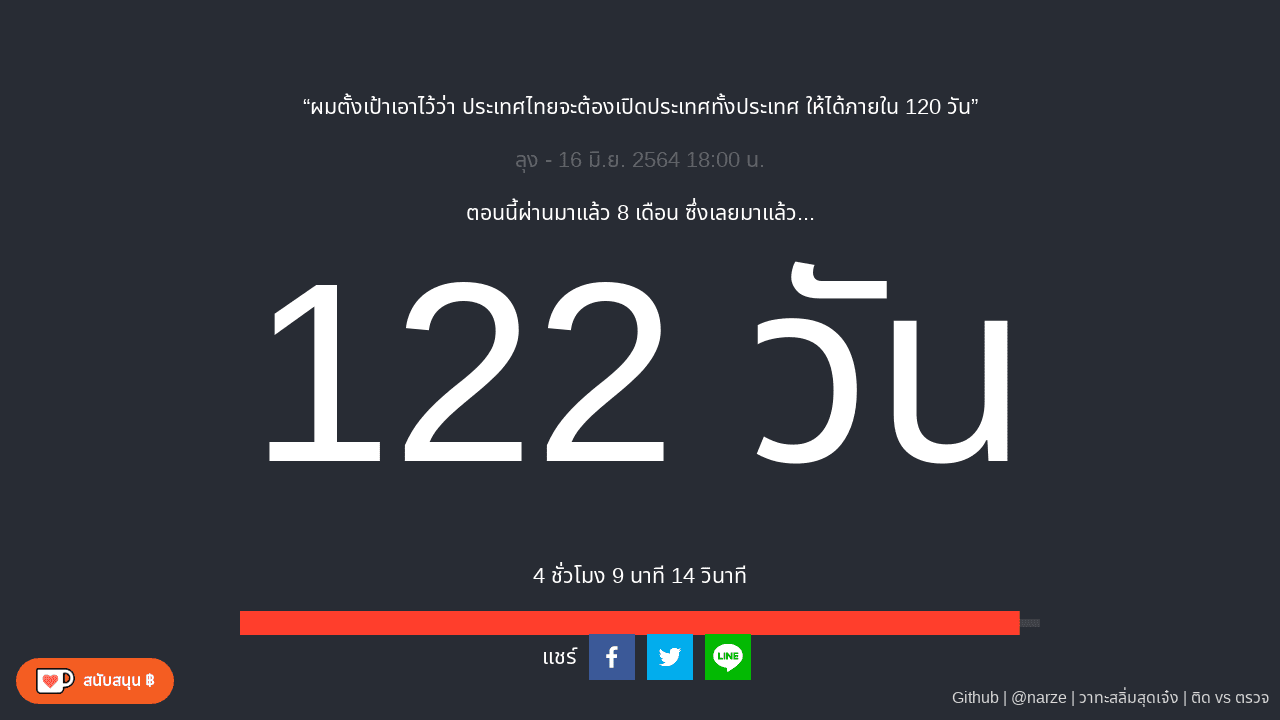 “ผมตั้งเป้าเอาไว้ว่า ประเทศไทยจะต้องเปิดประเทศทั้งประเทศ ให้ได้ภายใน 120 วัน”
ลุง - 16 มิ.ย. 2564 18:00 น.
ตอนนี้ผ่านมาแล้ว 8 เดือน ซึ่งเลยมาแล้ว...
122 วัน
4 ชั่วโมง 9 นาที 14 วินาที
แชร์
LINE
สนับสนุน ฿
Github | @narze | วาทะสลิ่มสุดเจ๋ง | ติด vs ตรวจ